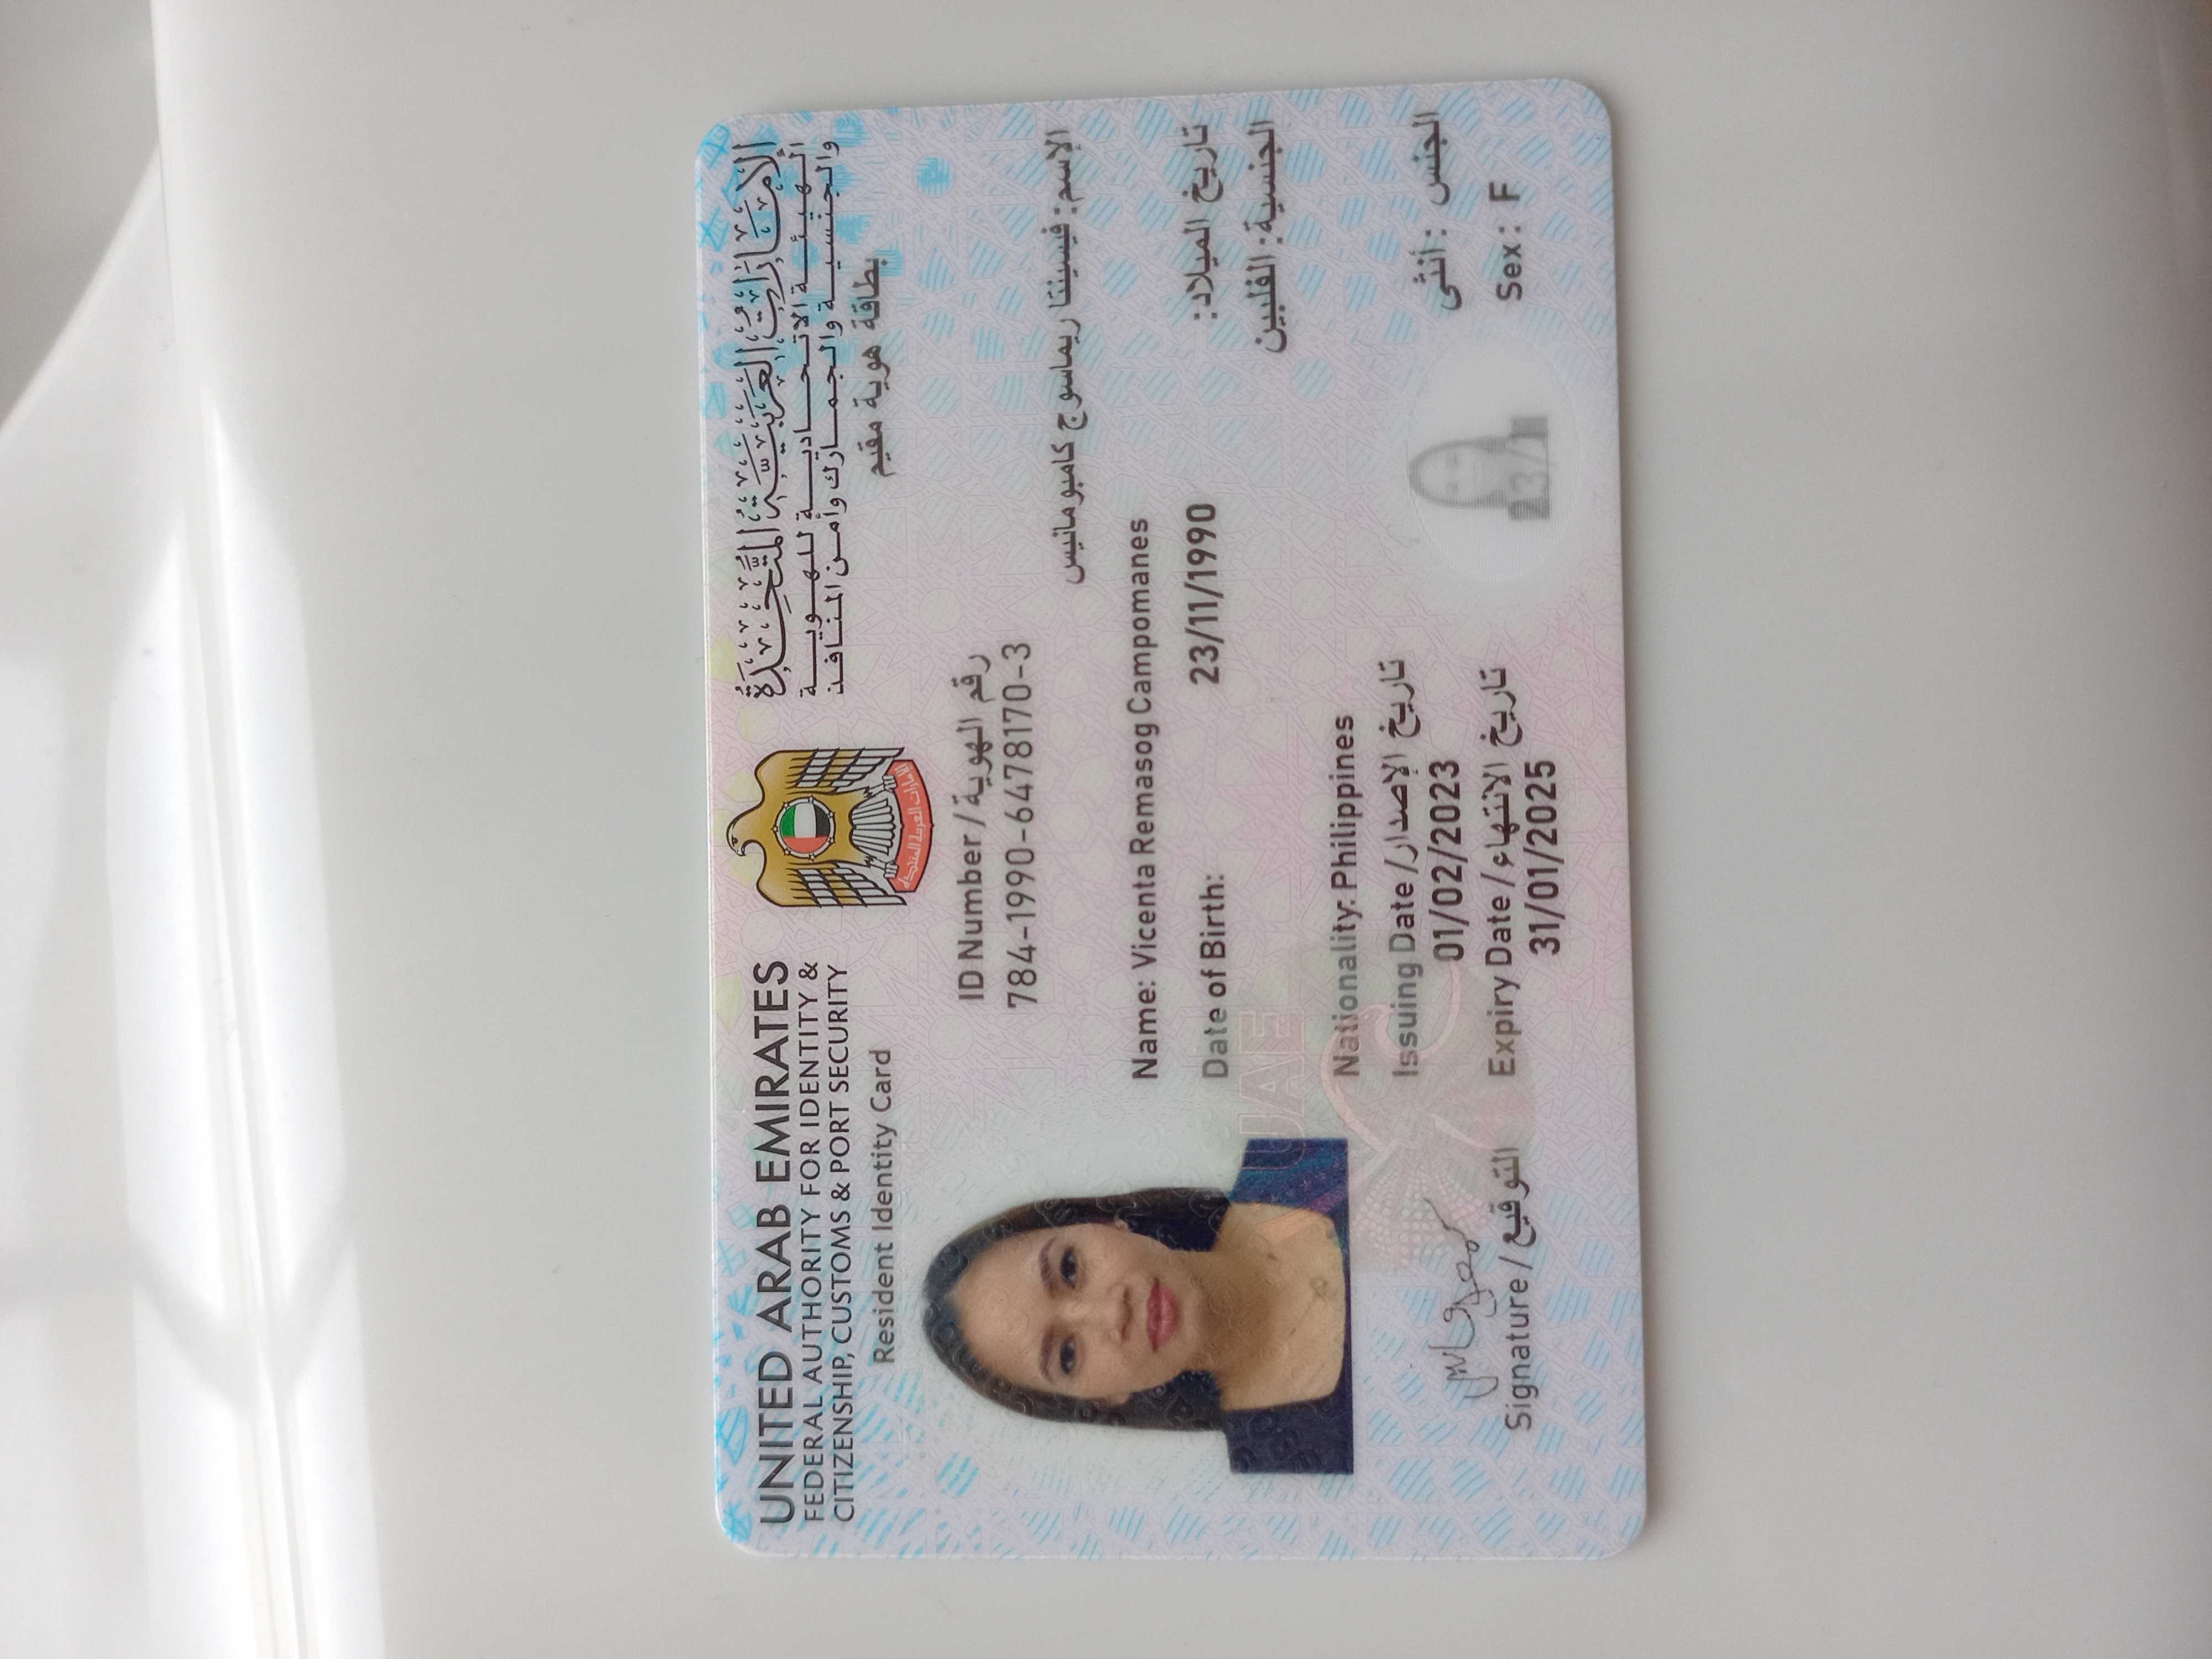 UNITED ARAB EMIRATES
FEDERAL AUTHORITY FOR IDENTITY &
CITIZENSHIP, CUSTOMS & PORT SECURITY
Resident Identity Card
الإمارات العربية المتحدة
الهيئة الاتحادية للهوية
والجنسية والجمارك وأمن المنافذ
بطاقة هوية مقيم
الإمارات العربية المتحدة
ID Number / رقم الهوية
784-1990-6478170-3
الإسم: فيسينتا ريماسوج كامبومانيس
Name: Vicenta Remasog Campomanes
Date of Birth: 23/11/1990 تاريخ الميلاد:
الجنسية: الفلبين
UAE
Nationality: Philippines
Issuing Date / تاريخ الإصدار
01/02/2023
Expiry Date / تاريخ الانتهاء
31/01/2025
الجنس : أنثى
Sex: F
Signature / التوقيع